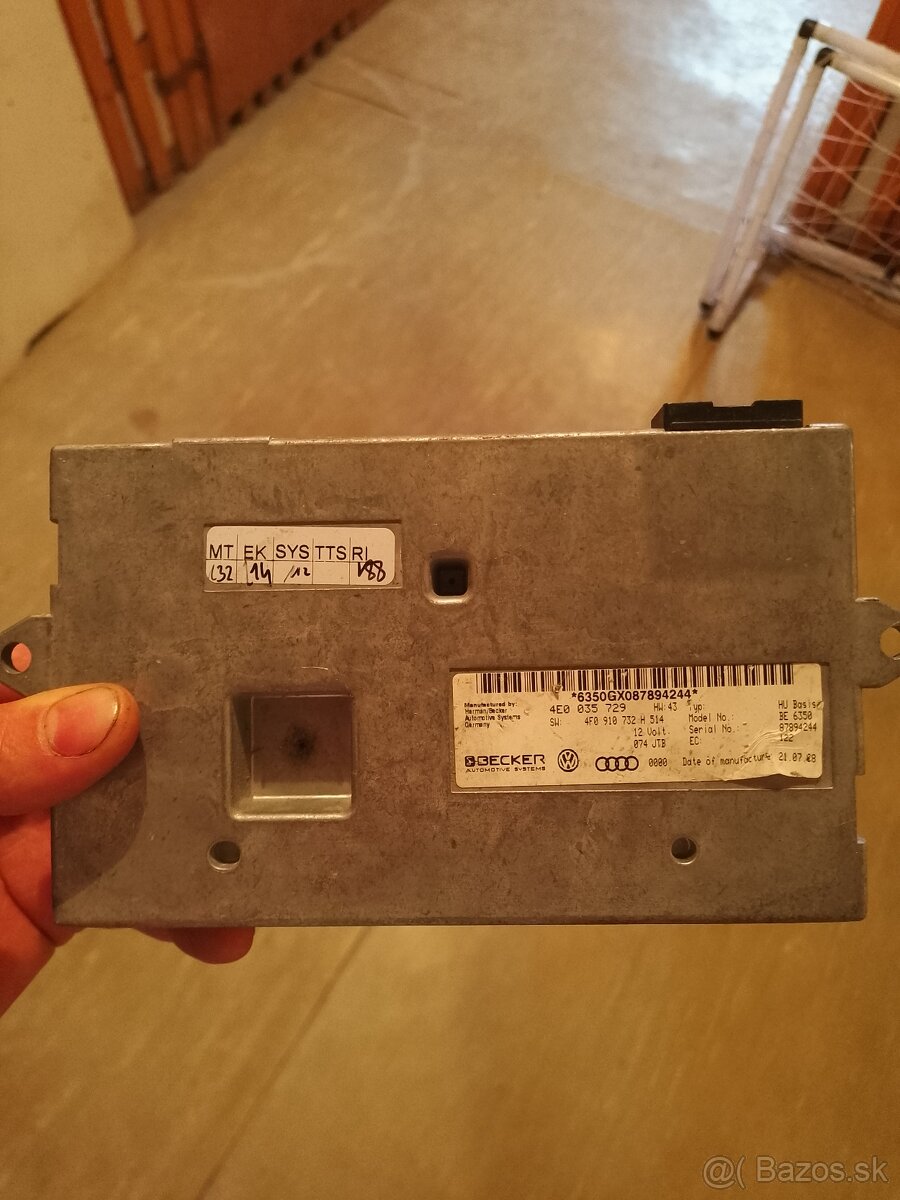 MT EK SYS TTS RI
14 /12 V88
*6350GX087894244*
Manufactured by:
Harman/Becker
Automotive Systems
Germany
4E0 035 729 HW:43 Typ: HU Basis
SW: 4F0 910 732 H 514 Model No.: BE 6350
12 Volt Serial No.: 87894244
074 JTB EC: 122
BECKER
AUTOMOTIVE SYSTEMS
0000 Date of manufacture 21.07.08
@( Bazos.sk